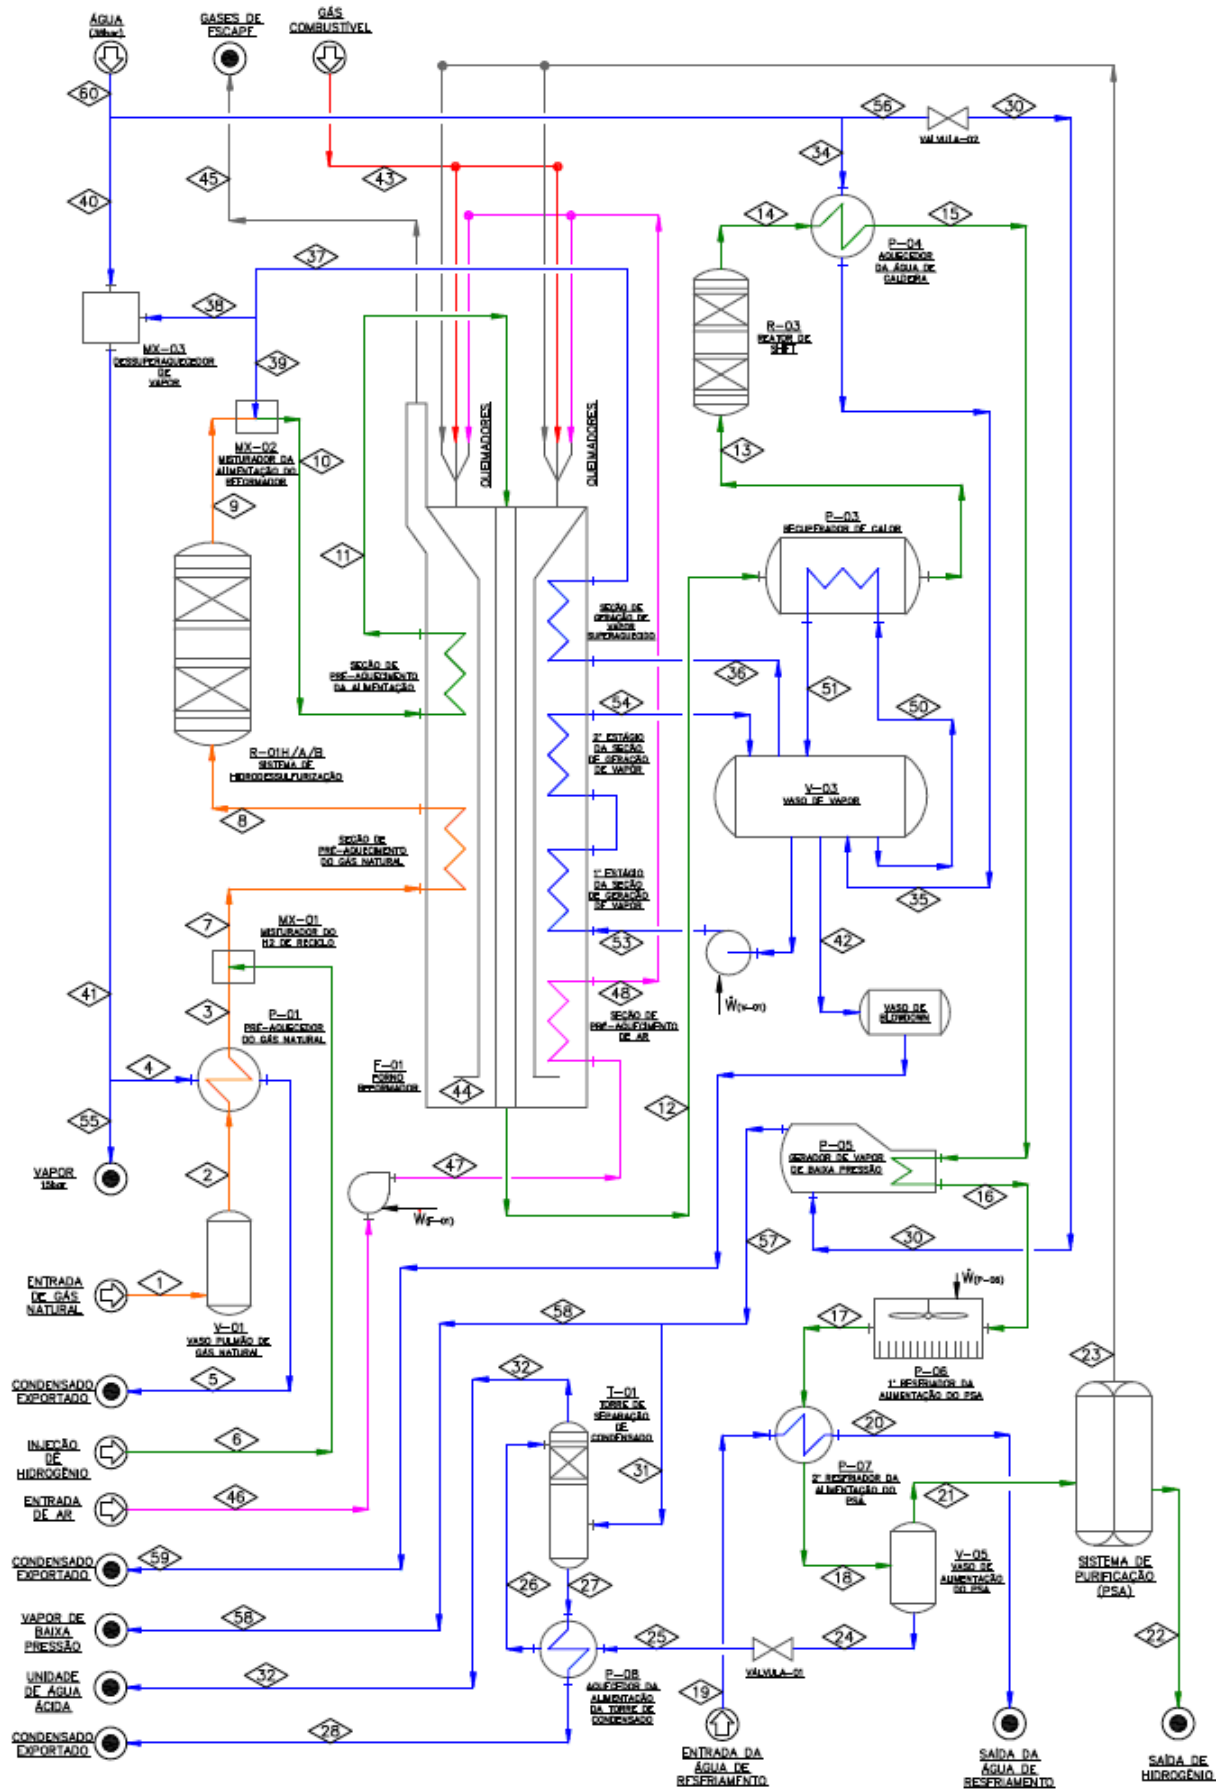 ÁGUA
(38bar)
GASES DE
ESCAPE
GÁS
COMBUSTÍVEL
60
56
30
VÁLVULA-02
34
45
43
40
14
15
P-04
AQUECEDOR
DA ÁGUA DE
CALDEIRA
37
38
MX-03
DESSUPERAQUECEDOR
DE
VAPOR
39
R-03
REATOR DE
SHIFT
QUEIMADORES
QUEIMADORES
MX-02
MISTURADOR DA
ALIMENTAÇÃO DO
REFORMADOR
10
13
9
11
P-03
RECUPERADOR DE CALOR
SEÇÃO DE
GERAÇÃO DE
VAPOR
SUPERAQUECIDO
SEÇÃO DE
PRÉ-AQUECIMENTO
DA ALIMENTAÇÃO
36
51
50
54
R-01H/A/B
SISTEMA DE
HIDRODESSULFURIZAÇÃO
2° ESTÁGIO
DA SEÇÃO
DE GERAÇÃO
DE VAPOR
V-03
VASO DE VAPOR
8
SEÇÃO DE
PRÉ-AQUECIMENTO
DO GÁS NATURAL
1° ESTÁGIO
DA SEÇÃO
DE GERAÇÃO
DE VAPOR
35
7
MX-01
MISTURADOR DO
H2 DE RECICLO
53
42
41
48
Ẇ(V-01)
VASO DE
BLOWDOWN
3
P-01
PRÉ-AQUECEDOR
DO GÁS NATURAL
SEÇÃO DE
PRÉ-AQUECIMENTO
DE AR
4
F-01
FORNO
REFORMADOR
44
12
55
P-05
GERADOR DE VAPOR
DE BAIXA PRESSÃO
VAPOR
15bar
2
47
16
Ẇ(F-01)
57
30
ENTRADA
DE GÁS
NATURAL
1
Ẇ(P-06)
V-01
VASO PULMÃO DE
GÁS NATURAL
58
17
P-06
1° RESFRIADOR DA
ALIMENTAÇÃO DO PSA
23
CONDENSADO
EXPORTADO
5
32
T-01
TORRE DE
SEPARAÇÃO
DE
CONDENSADO
20
INJEÇÃO
DE
HIDROGÊNIO
6
31
P-07
2° RESFRIADOR DA
ALIMENTAÇÃO DO
PSA
21
ENTRADA
DE AR
46
CONDENSADO
EXPORTADO
59
26
27
18
V-05
VASO DE
ALIMENTAÇÃO
DO PSA
SISTEMA DE
PURIFICAÇÃO
(PSA)
VAPOR DE
BAIXA
PRESSÃO
58
25
24
22
VÁLVULA-01
UNIDADE
DE ÁGUA
ÁCIDA
32
P-08
AQUECEDOR DA
ALIMENTAÇÃO
DA TORRE DE
CONDENSADO
19
CONDENSADO
EXPORTADO
28
ENTRADA DA
ÁGUA DE
RESFRIAMENTO
SAÍDA DA
ÁGUA DE
RESFRIAMENTO
SAÍDA DE
HIDROGÊNIO